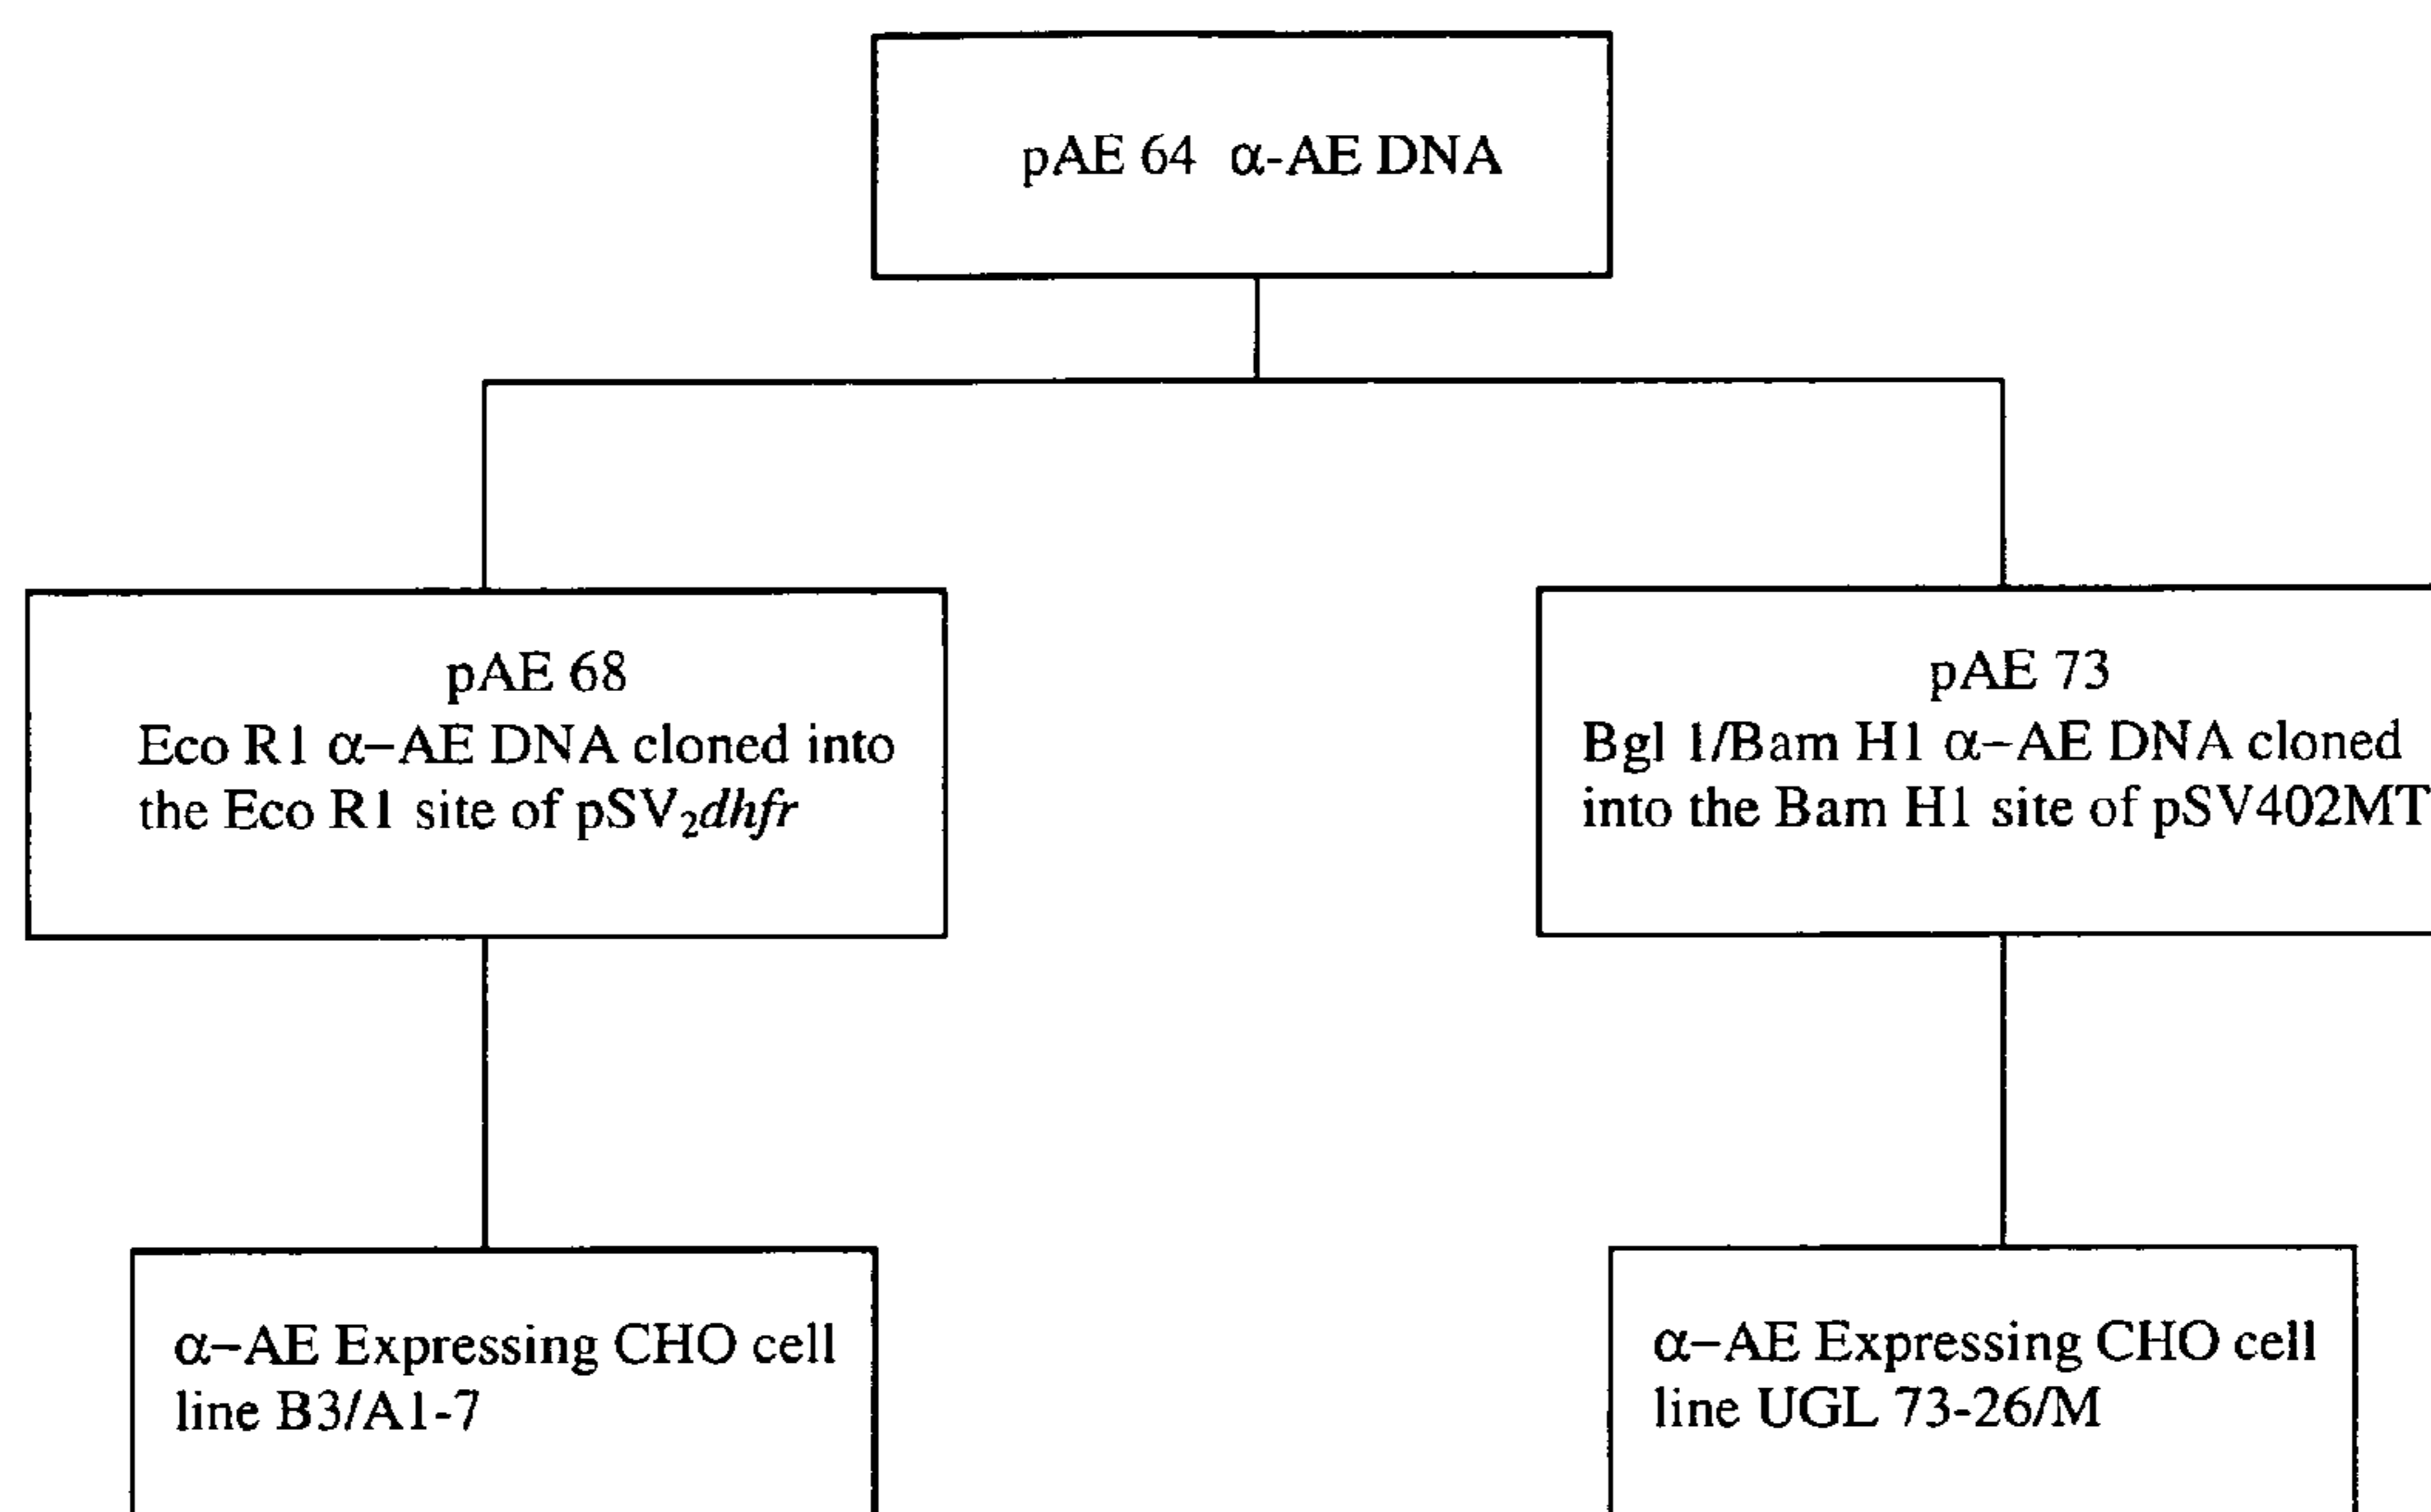 pAE 64 α-AE DNA
pAE 68
Eco R1 α–AE DNA cloned into
the Eco R1 site of pSV₂dhfr
pAE 73
Bgl 1/Bam H1 α–AE DNA cloned
into the Bam H1 site of pSV402MT
α–AE Expressing CHO cell
line B3/A1-7
α–AE Expressing CHO cell
line UGL 73-26/M